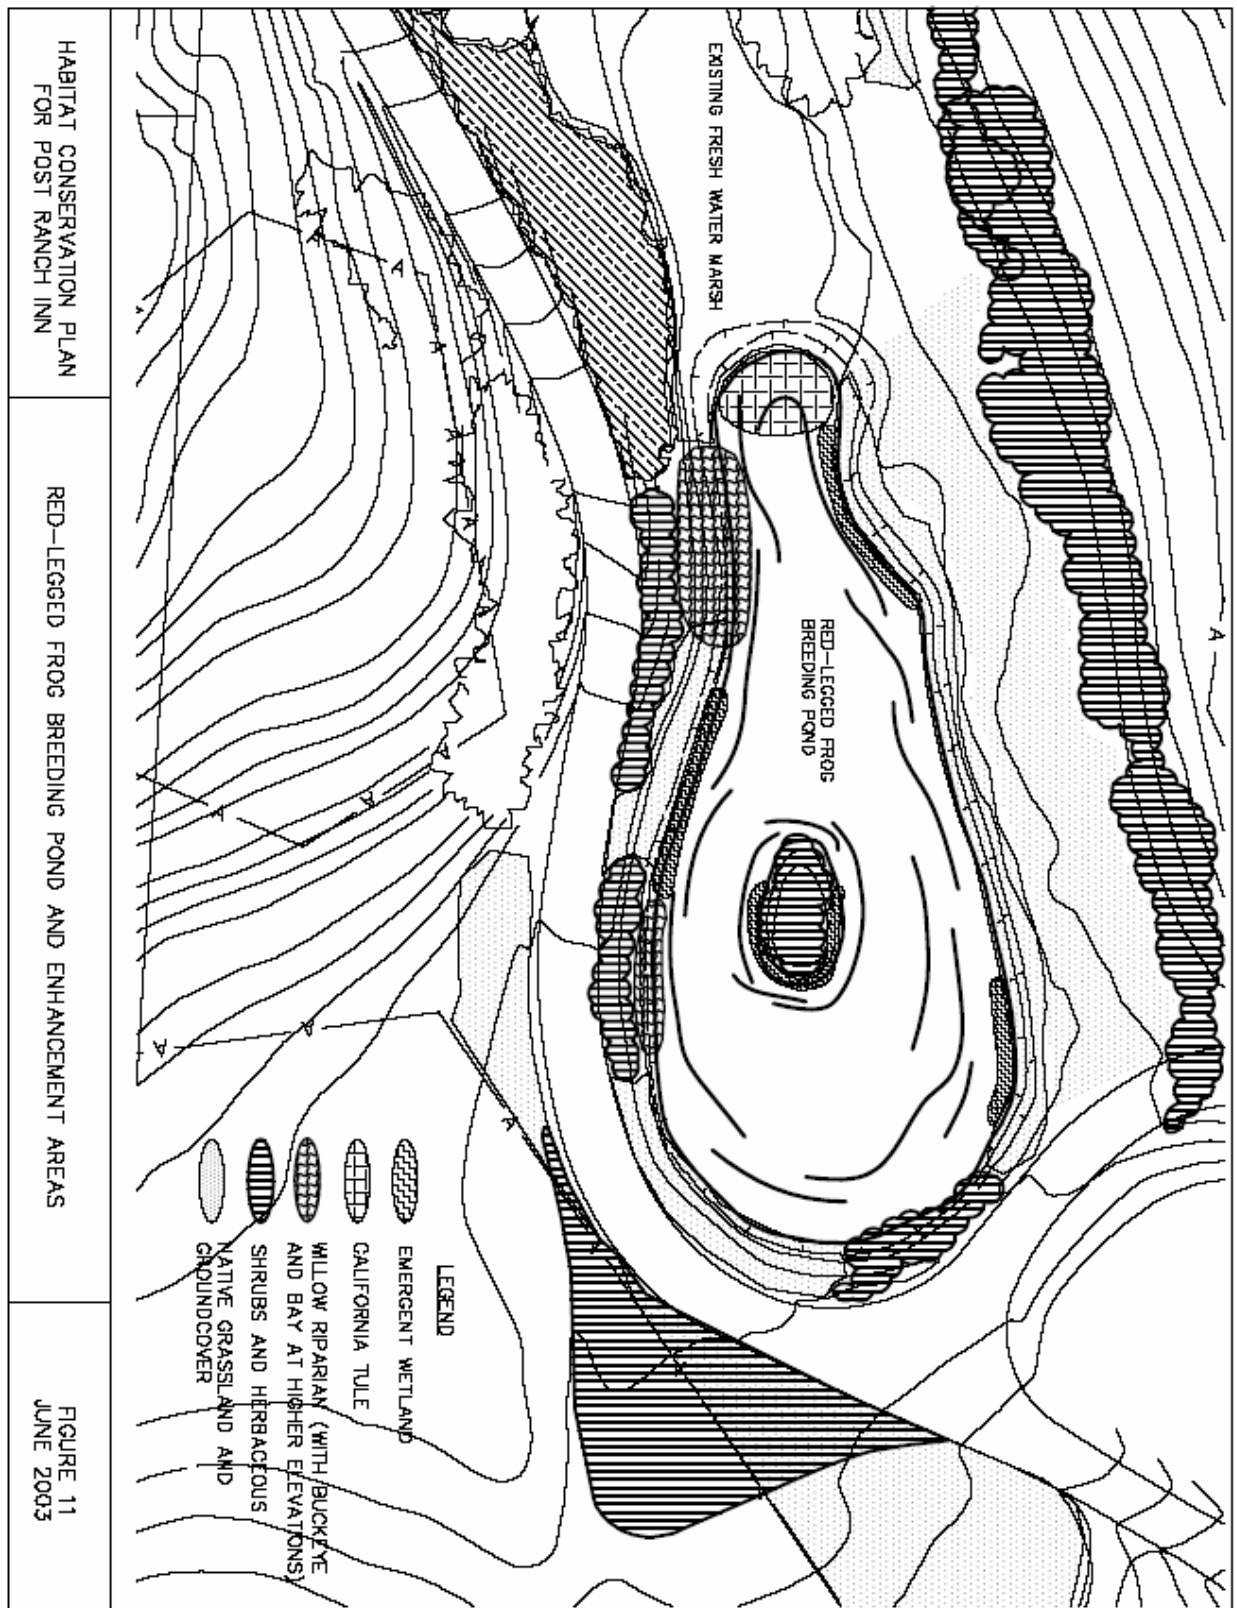 EXISTING FRESH WATER MARSH
RED-LEGGED FROG
BREEDING POND
A
A
A
A
A
A
A
A
A
A
A
LEGEND
EMERGENT WETLAND
CALIFORNIA TULE
WILLOW RIPARIAN (WITH BUCKEYE
AND BAY AT HIGHER ELEVATIONS)
SHRUBS AND HERBACEOUS
NATIVE GRASSLAND AND
GROUNDCOVER
HABITAT CONSERVATION PLAN
FOR POST RANCH INN
RED-LEGGED FROG BREEDING POND AND ENHANCEMENT AREAS
FIGURE 11
JUNE 2003